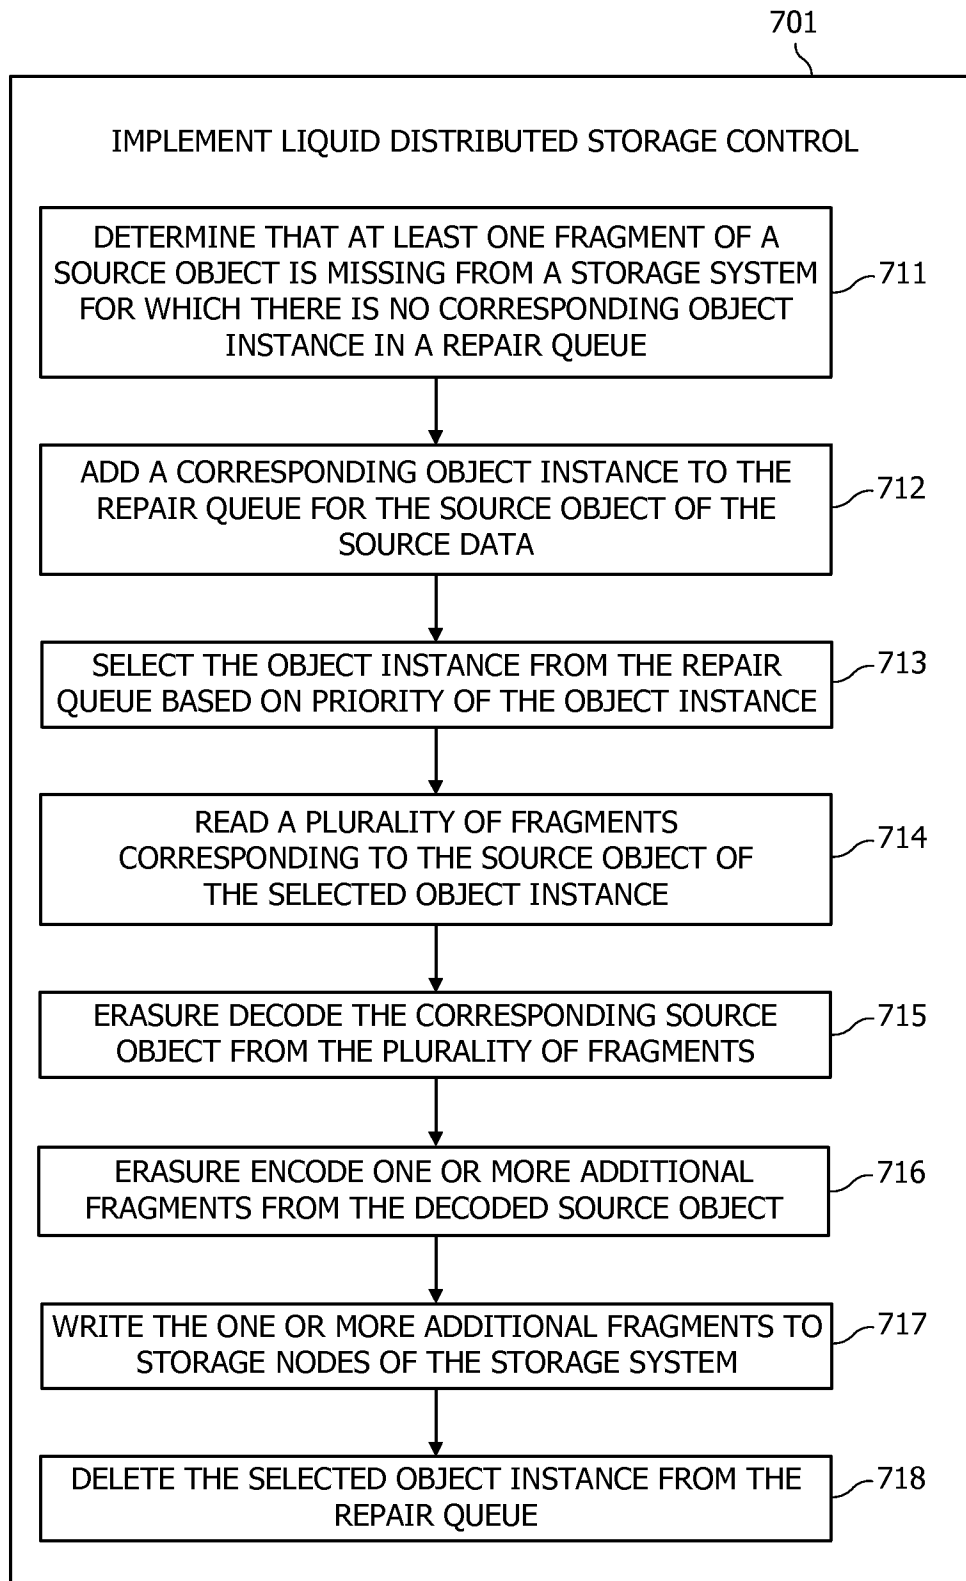 701
IMPLEMENT LIQUID DISTRIBUTED STORAGE CONTROL
DETERMINE THAT AT LEAST ONE FRAGMENT OF A
SOURCE OBJECT IS MISSING FROM A STORAGE SYSTEM
FOR WHICH THERE IS NO CORRESPONDING OBJECT
INSTANCE IN A REPAIR QUEUE
711
ADD A CORRESPONDING OBJECT INSTANCE TO THE
REPAIR QUEUE FOR THE SOURCE OBJECT OF THE
SOURCE DATA
712
SELECT THE OBJECT INSTANCE FROM THE REPAIR
QUEUE BASED ON PRIORITY OF THE OBJECT INSTANCE
713
READ A PLURALITY OF FRAGMENTS
CORRESPONDING TO THE SOURCE OBJECT OF
THE SELECTED OBJECT INSTANCE
714
ERASURE DECODE THE CORRESPONDING SOURCE
OBJECT FROM THE PLURALITY OF FRAGMENTS
715
ERASURE ENCODE ONE OR MORE ADDITIONAL
FRAGMENTS FROM THE DECODED SOURCE OBJECT
716
WRITE THE ONE OR MORE ADDITIONAL FRAGMENTS TO
STORAGE NODES OF THE STORAGE SYSTEM
717
DELETE THE SELECTED OBJECT INSTANCE FROM THE
REPAIR QUEUE
718